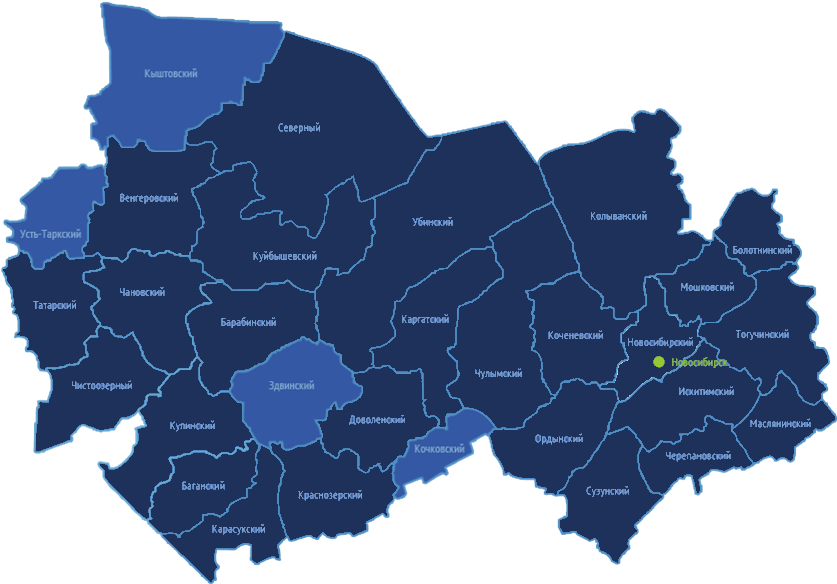 Кыштовский
Северный
Венгеровский
Убинский
Колыванский
Усть-Таркский
Болотнинский
Куйбышевский
Мошковский
Чановский
Татарский
Каргатский
Барабинский
Коченевский
Тогучинский
Новосибирский
Новосибирск
Чулымский
Здвинский
Чистоозерный
Искитимский
Доволенский
Маслянинский
Купинский
Ордынский
Кочковский
Черепановский
Баганский
Сузунский
Краснозерский
Карасукский